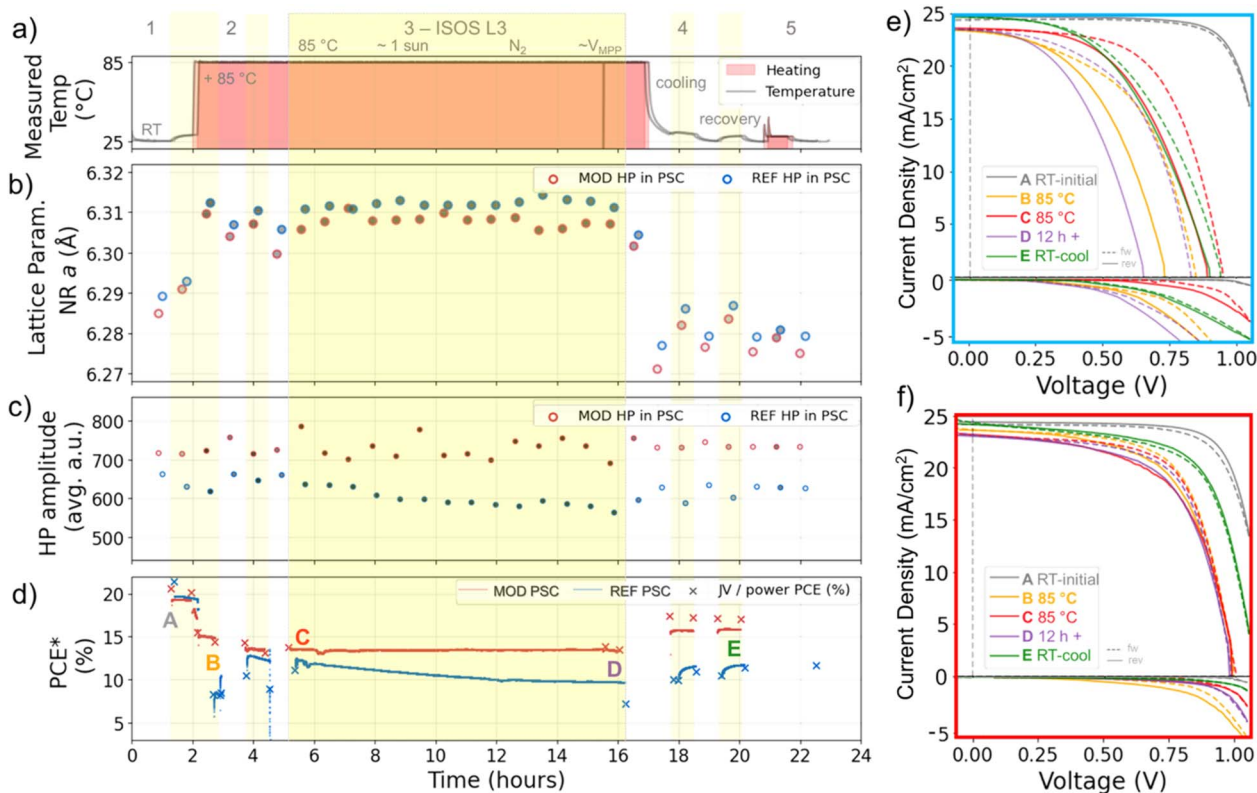 1 2 3 – ISOS L3 4 5
a)
85 °C ~ 1 sun N₂ ~V_MPP
Measured Temp (°C)
85
25
+ 85 °C
RT
cooling
recovery
Heating
Temperature
b)
Lattice Param.
NR a (Å)
6.32
6.31
6.30
6.29
6.28
6.27
MOD HP in PSC REF HP in PSC
c)
HP amplitude
(avg. a.u.)
800
700
600
500
MOD HP in PSC REF HP in PSC
d)
PCE*
(%)
20
15
10
5
MOD PSC REF PSC JV / power PCE (%)
A
B
C
D
E
0 2 4 6 8 10 12 14 16 18 20 22 24
Time (hours)
e)
Current Density (mA/cm²)
25
20
15
10
5
0
-5
A RT-initial
B 85 °C
C 85 °C
D 12 h +
E RT-cool
fw
rev
0.00 0.25 0.50 0.75 1.00
Voltage (V)
f)
Current Density (mA/cm²)
25
20
15
10
5
0
-5
A RT-initial
B 85 °C
C 85 °C
D 12 h +
E RT-cool
fw
rev
0.00 0.25 0.50 0.75 1.00
Voltage (V)